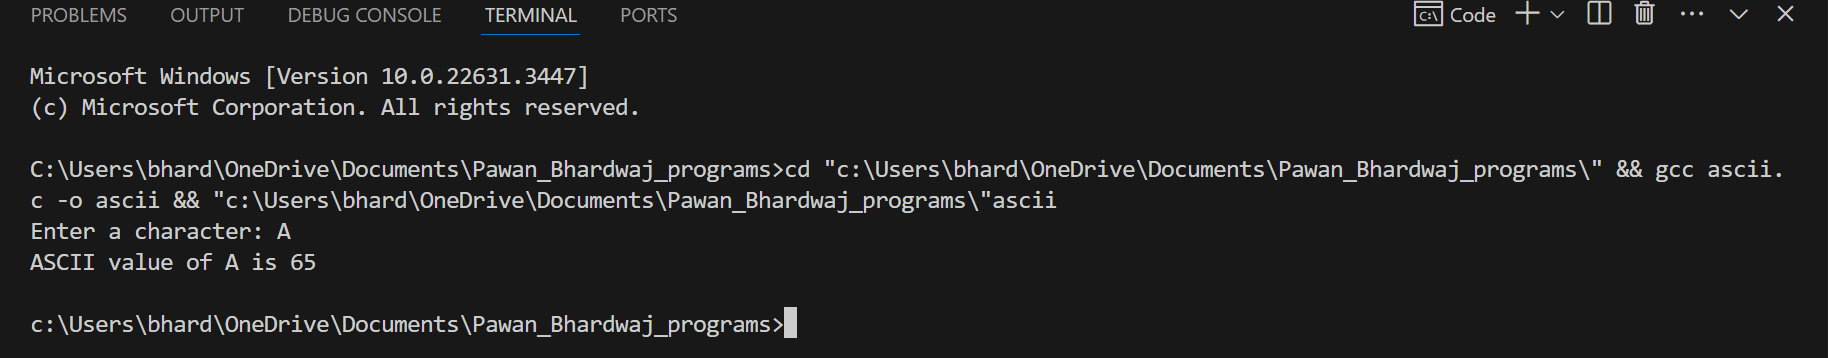 PROBLEMS OUTPUT DEBUG CONSOLE TERMINAL PORTS Code
Microsoft Windows [Version 10.0.22631.3447]
(c) Microsoft Corporation. All rights reserved.
C:\Users\bhard\OneDrive\Documents\Pawan_Bhardwaj_programs>cd "c:\Users\bhard\OneDrive\Documents\Pawan_Bhardwaj_programs\" && gcc ascii.
c -o ascii && "c:\Users\bhard\OneDrive\Documents\Pawan_Bhardwaj_programs\"ascii
Enter a character: A
ASCII value of A is 65
c:\Users\bhard\OneDrive\Documents\Pawan_Bhardwaj_programs>